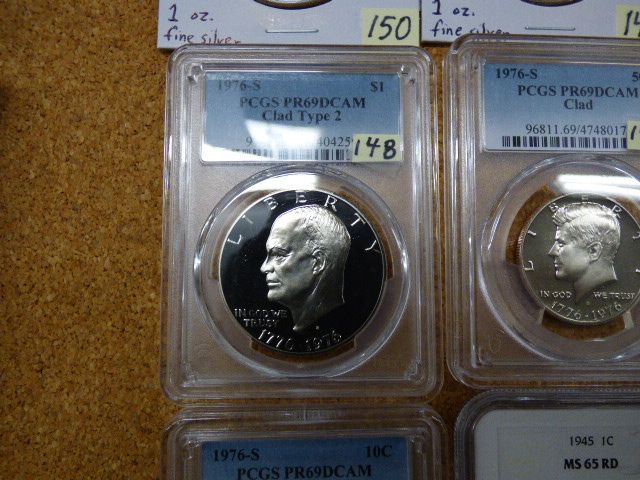 1 oz.
fine silver
150
1 oz.
fine silver
1976-S $1
PCGS PR69DCAM
Clad Type 2
148
LIBERTY
IN GOD WE
TRUST
1776-1976
1976-S
PCGS PR69DCAM
Clad
96811.69/4748017
LIBERTY
IN GOD WE TRUST
1776-1976
1976-S 10C
PCGS PR69DCAM
1945 1C
MS 65 RD